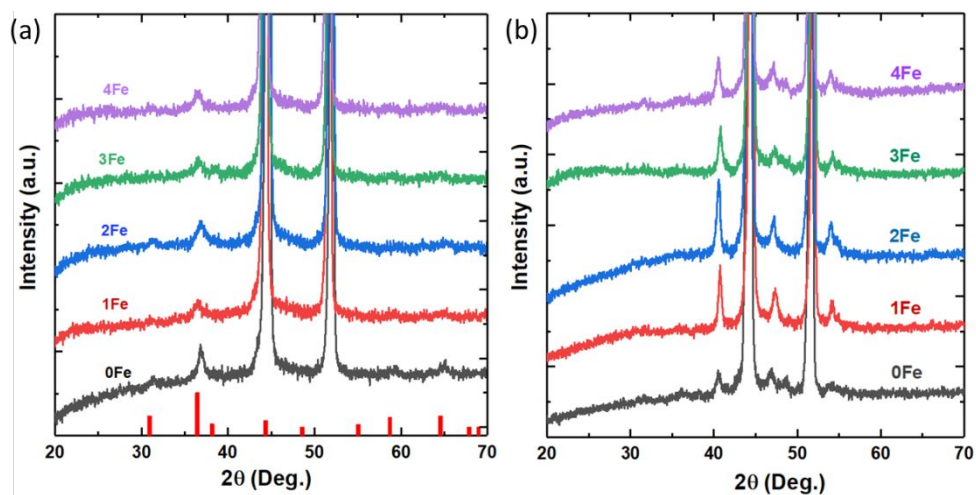 (a)
4Fe
3Fe
2Fe
1Fe
0Fe
Intensity (a.u.)
20 30 40 50 60 70
2θ (Deg.)
(b)
4Fe
3Fe
2Fe
1Fe
0Fe
Intensity (a.u.)
20 30 40 50 60 70
2θ (Deg.)